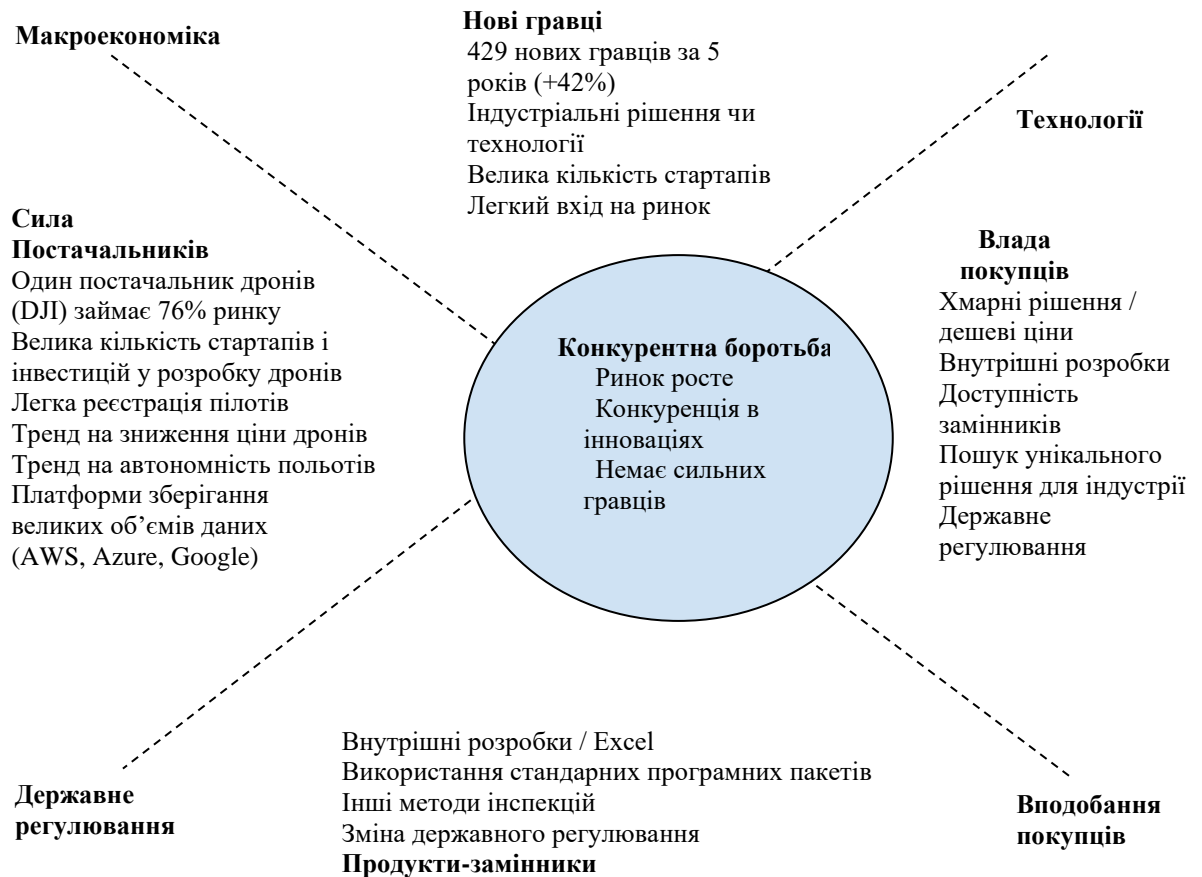 Макроекономіка
Нові гравці
429 нових гравців за 5
років (+42%)
Індустріальні рішення чи
технології
Велика кількість стартапів
Легкий вхід на ринок
Технології
Сила
Постачальників
Один постачальник дронів
(DJI) займає 76% ринку
Велика кількість стартапів і
інвестицій у розробку дронів
Легка реєстрація пілотів
Тренд на зниження ціни дронів
Тренд на автономність польотів
Платформи зберігання
великих об’ємів даних
(AWS, Azure, Google)
Конкурентна боротьба
Ринок росте
Конкуренція в
інноваціях
Немає сильних
гравців
Влада
покупців
Хмарні рішення /
дешеві ціни
Внутрішні розробки
Доступність
замінників
Пошук унікального
рішення для індустрії
Державне
регулювання
Державне
регулювання
Внутрішні розробки / Excel
Використання стандарних програмних пакетів
Інші методи інспекцій
Зміна державного регулювання
Продукти-замінники
Вподобання
покупців